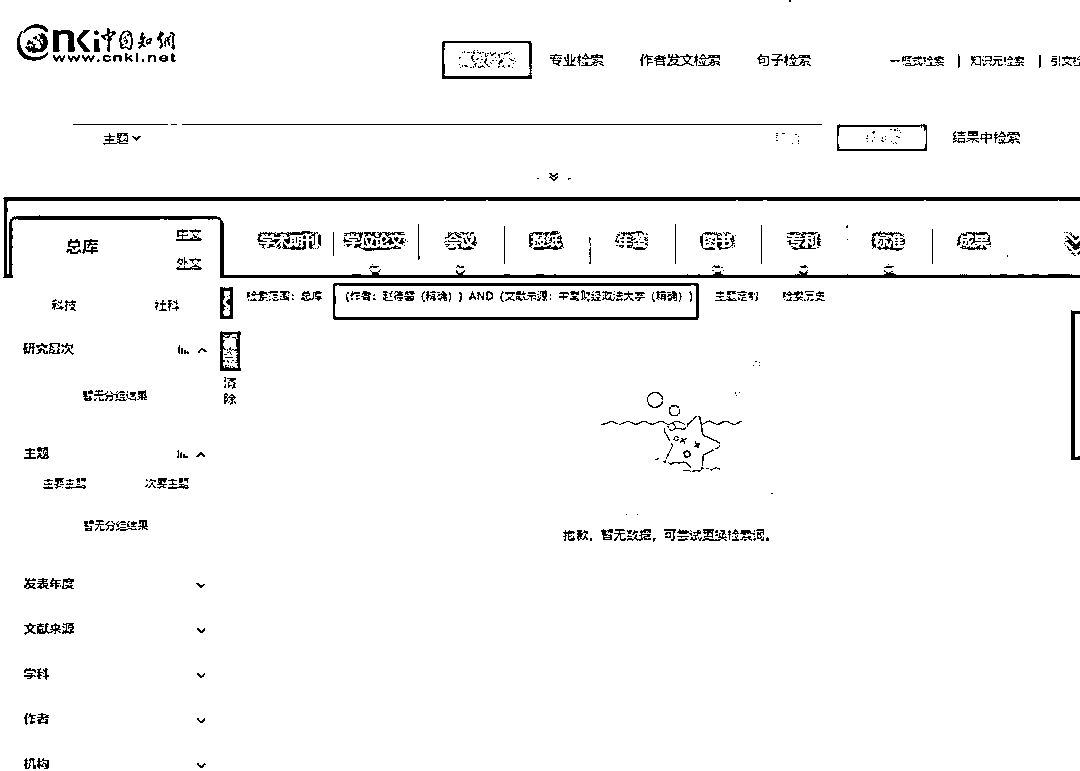 cnki中国知网
www.cnki.net
专业检索 作者发文检索 句子检索 一框式检索 | 知识元检索 | 引文检
主题 结果中检索
总库 中文 外文 学术期刊 学位论文 会议 报纸 年鉴 图书 专利 标准 成果
科技 社科
检索范围：总库 (作者：赵德馨（精确）) AND (文献来源：中南财经政法大学（精确）) 主题定制 检索历史
研究层次
清除
暂无分组结果
主题
主要主题 次要主题
暂无分组结果
抱歉，暂无数据，可尝试更换检索词。
发表年度
文献来源
学科
作者
机构